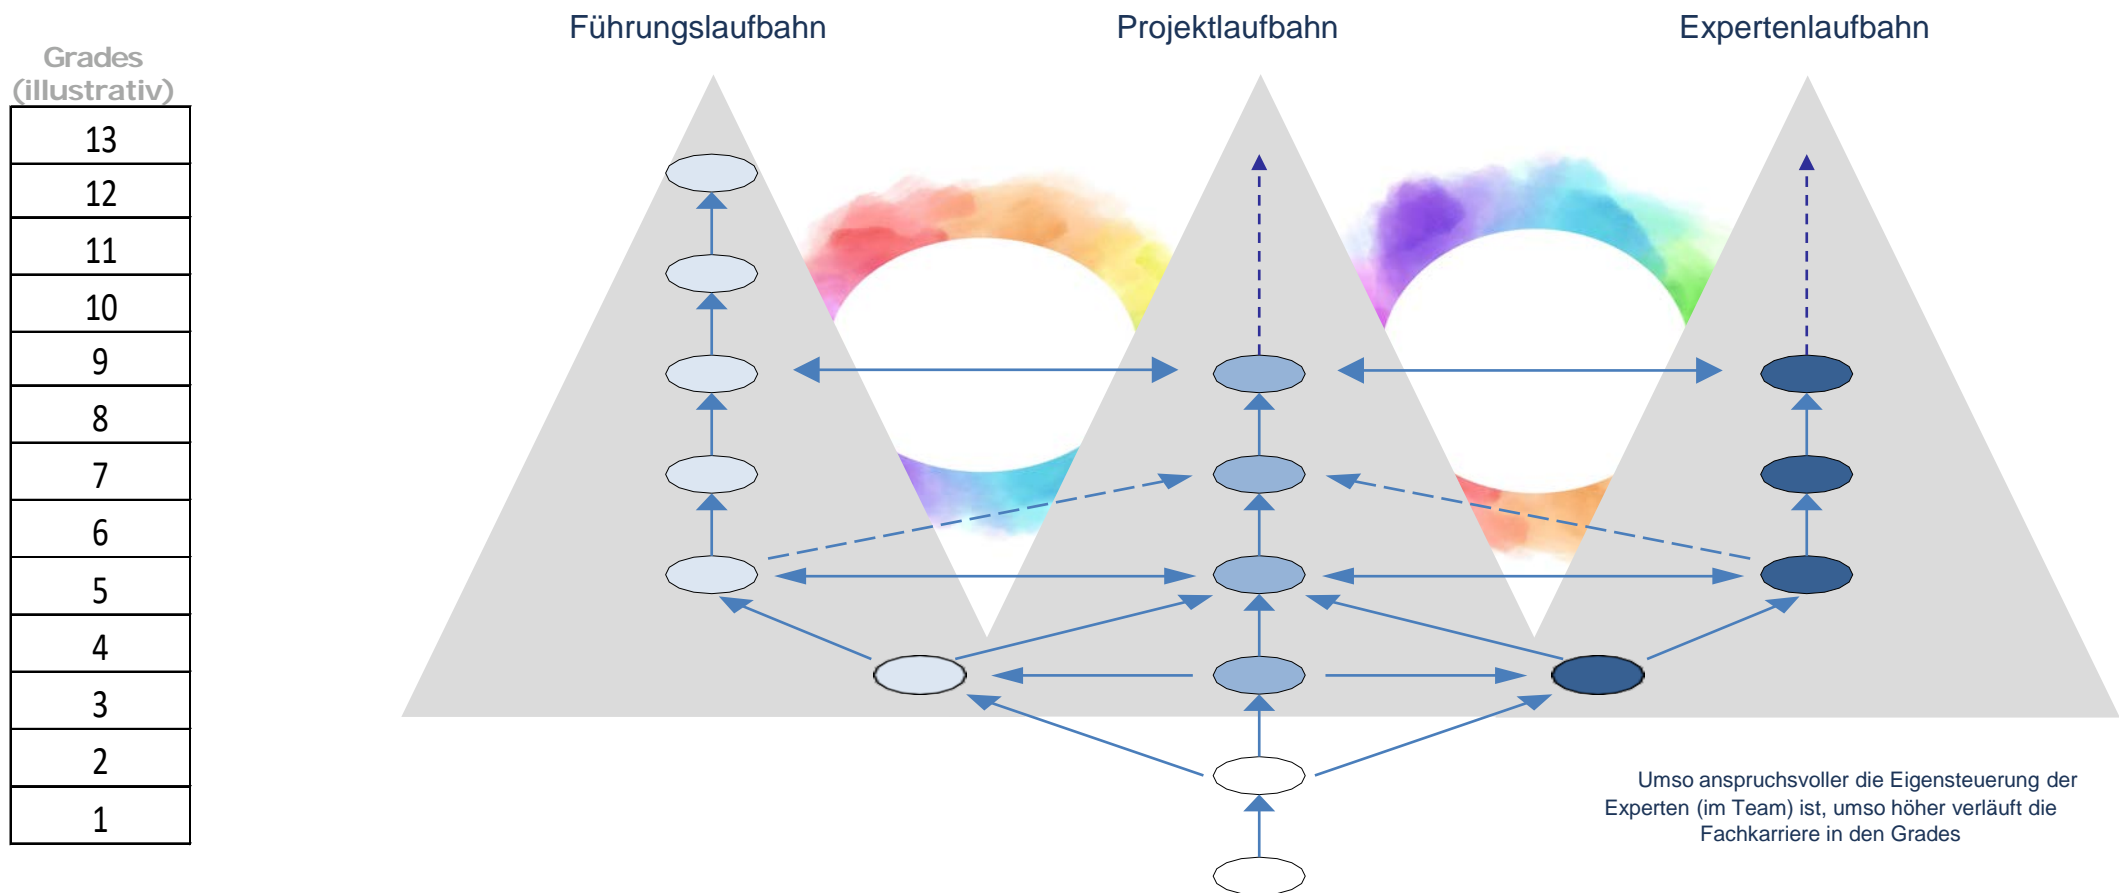 Führungslaufbahn
Projektlaufbahn
Expertenlaufbahn
Grades
(illustrativ)
13
12
11
10
9
8
7
6
5
4
3
2
1
Umso anspruchsvoller die Eigensteuerung der
Experten (im Team) ist, umso höher verläuft die
Fachkarriere in den Grades